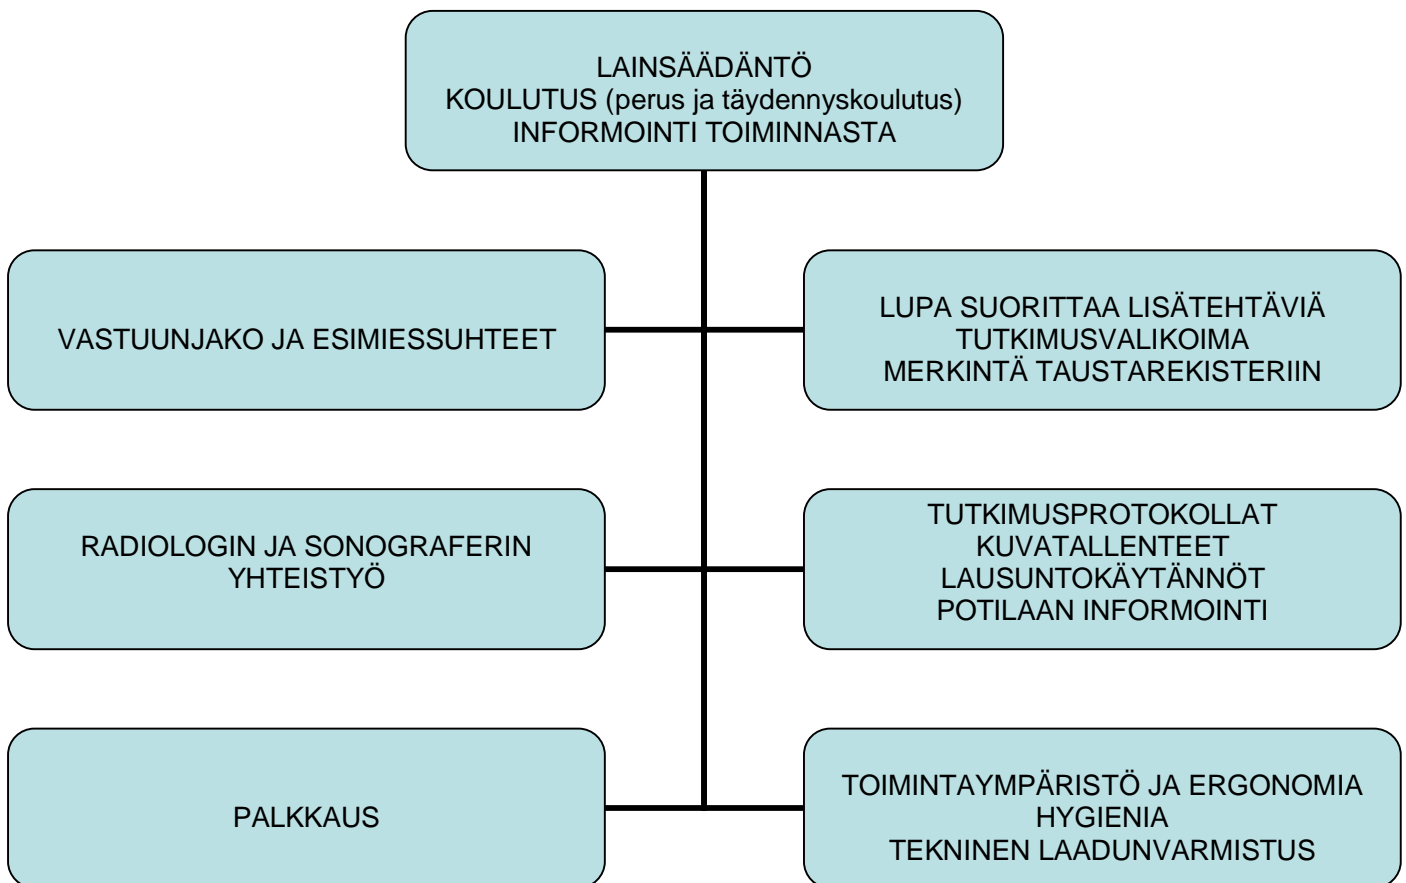 LAINSÄÄDÄNTÖ
KOULUTUS (perus ja täydennyskoulutus)
INFORMOINTI TOIMINNASTA
VASTUUNJAKO JA ESIMIESSUHTEET
LUPA SUORITTAA LISÄTEHTÄVIÄ
TUTKIMUSVALIKOIMA
MERKINTÄ TAUSTAREKISTERIIN
RADIOLOGIN JA SONOGRAFERIN
YHTEISTYÖ
TUTKIMUSPROTOKOLLAT
KUVATALLENTEET
LAUSUNTOKÄYTÄNNÖT
POTILAAN INFORMOINTI
PALKKAUS
TOIMINTAYMPÄRISTÖ JA ERGONOMIA
HYGIENIA
TEKNINEN LAADUNVARMISTUS